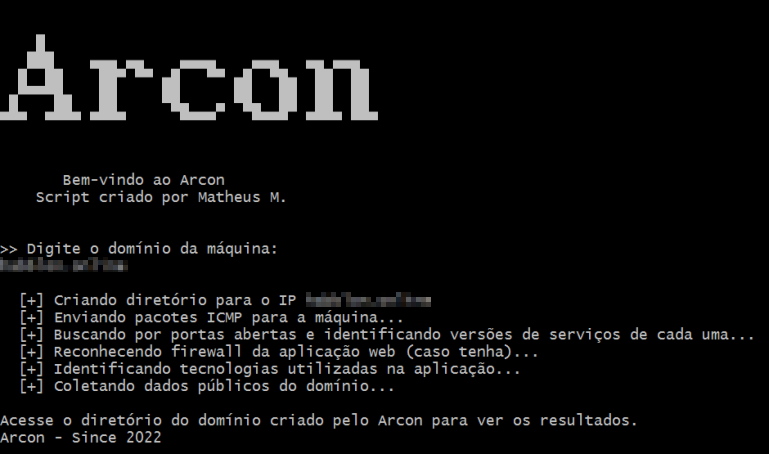 Arcon
Bem-vindo ao Arcon
Script criado por Matheus M.
>> Digite o domínio da máquina:
[+] Criando diretório para o IP
[+] Enviando pacotes ICMP para a máquina...
[+] Buscando por portas abertas e identificando versões de serviços de cada uma...
[+] Reconhecendo firewall da aplicação web (caso tenha)...
[+] Identificando tecnologias utilizadas na aplicação...
[+] Coletando dados públicos do domínio...
Acesse o diretório do domínio criado pelo Arcon para ver os resultados.
Arcon - Since 2022